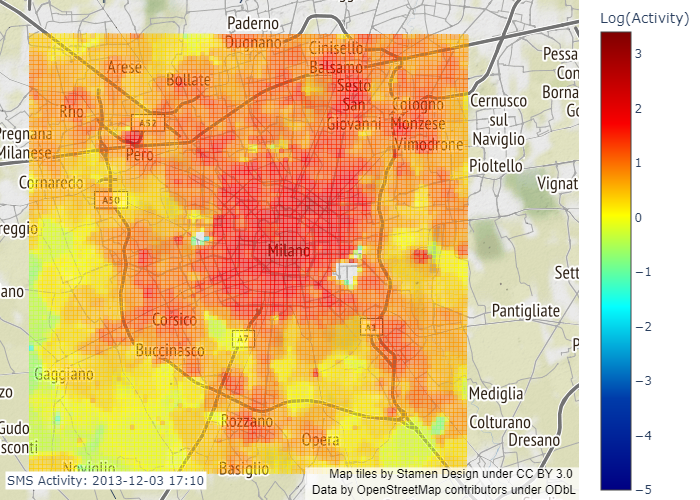 Paderno
Dugnano
Cinisello
Balsamo
Log(Activity)
Arese
Bollate
Sesto
San
Giovanni
Pessa
Con
Borna
Go
Rho
Cologno
Monzese
Cernusco
sul
Naviglio
A52
Pregnana
Milanese
Pero
Vimodrone
Pioltello
Cornaredo
Vignat
A50
reggio
Milano
Sett
ano
Pantigliate
Corsico
A1
A7
P
Buccinasco
Gaggiano
zo
Mediglia
Gudo
sconti
Rozzano
Opera
Colturano
Dresano
Noviglio
Basiglio
SMS Activity: 2013-12-03 17:10
Map tiles by Stamen Design under CC BY 3.0
Data by OpenStreetMap contributors under ODbL
3
2
1
0
−1
−2
−3
−4
−5